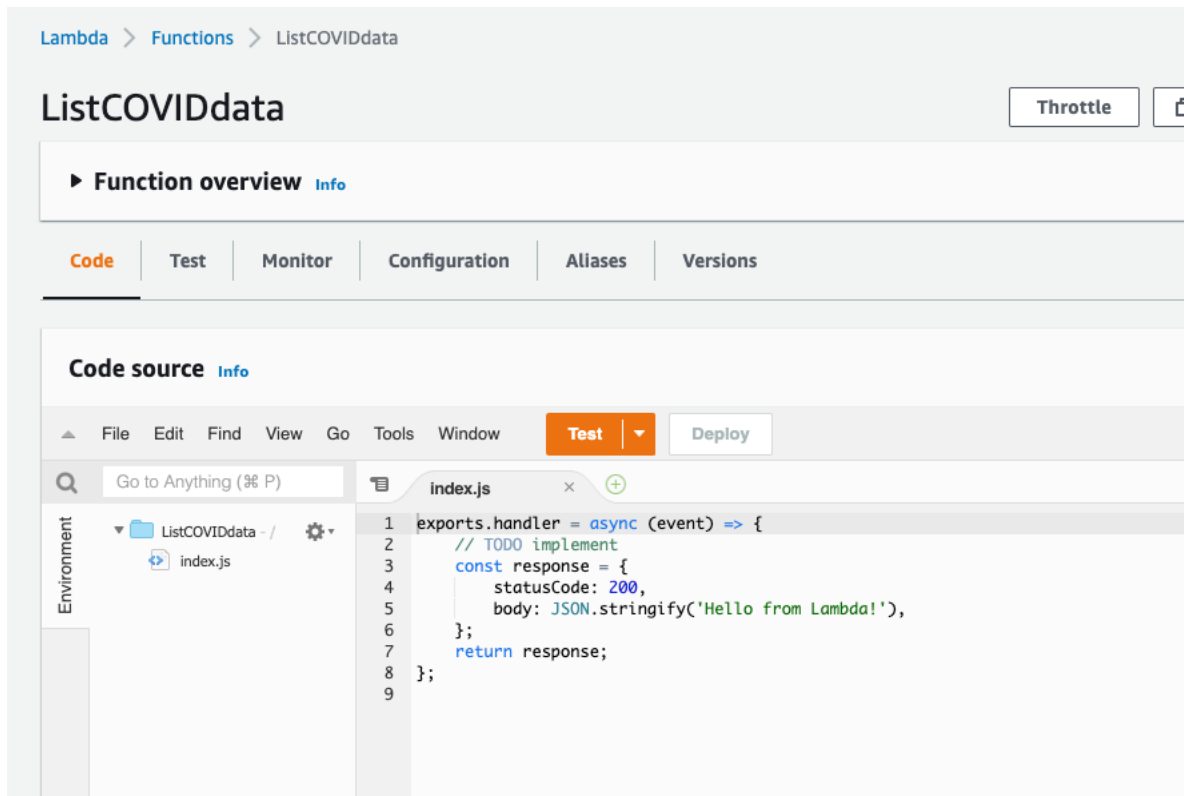 Lambda > Functions > ListCOVIDdata
ListCOVIDdata
Throttle
Function overview Info
Code Test Monitor Configuration Aliases Versions
Code source Info
File Edit Find View Go Tools Window Test Deploy
Go to Anything (⌘ P)
index.js
Environment
ListCOVIDdata - /
index.js
1 exports.handler = async (event) => {
2     // TODO implement
3     const response = {
4         statusCode: 200,
5         body: JSON.stringify('Hello from Lambda!'),
6     };
7     return response;
8 };
9